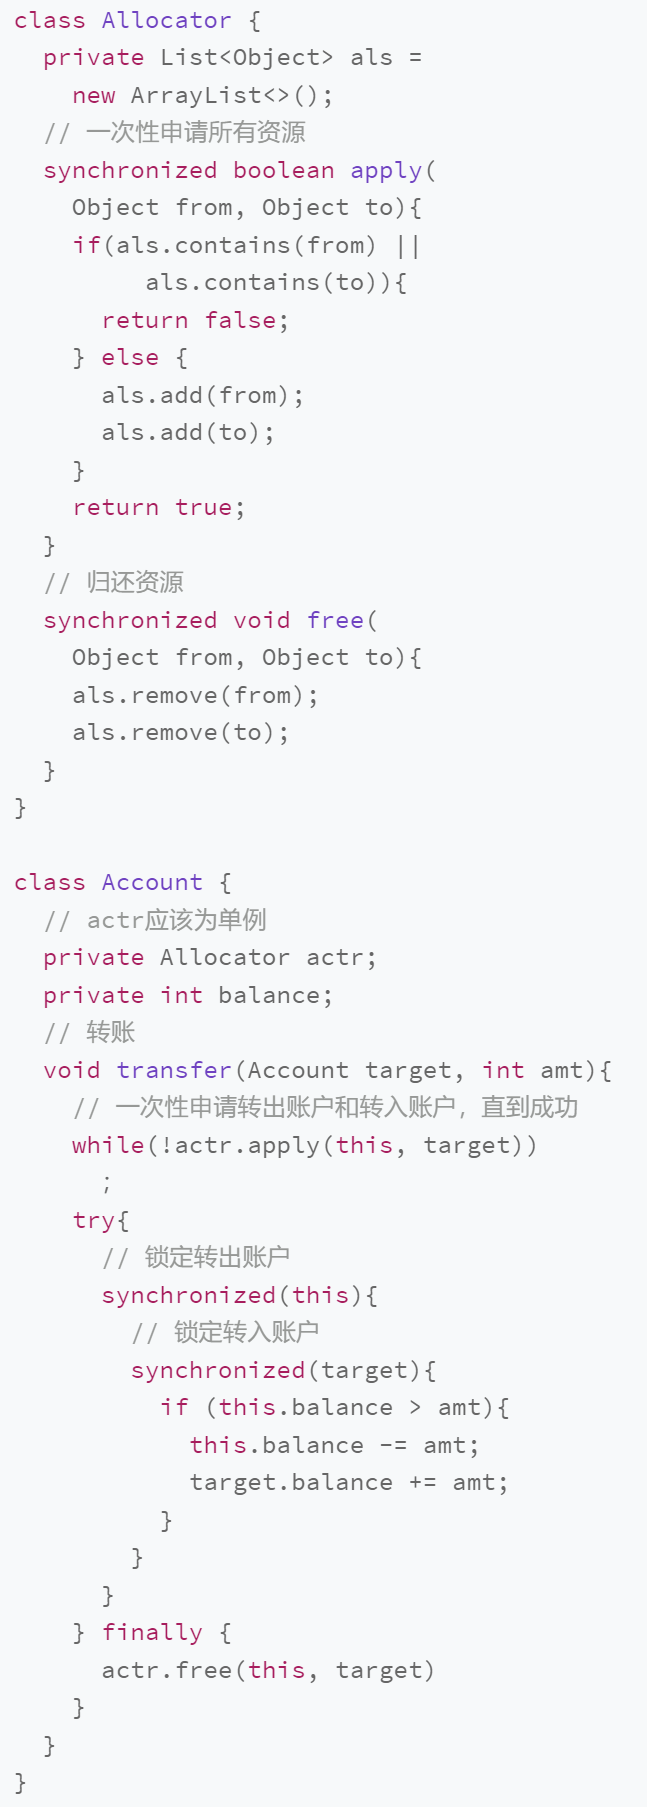 class Allocator {
  private List<Object> als =
    new ArrayList<>();
  // 一次性申请所有资源
  synchronized boolean apply(
    Object from, Object to){
    if(als.contains(from) ||
         als.contains(to)){
      return false;
    } else {
      als.add(from);
      als.add(to);
    }
    return true;
  }
  // 归还资源
  synchronized void free(
    Object from, Object to){
    als.remove(from);
    als.remove(to);
  }
}

class Account {
  // actr应该为单例
  private Allocator actr;
  private int balance;
  // 转账
  void transfer(Account target, int amt){
    // 一次性申请转出账户和转入账户，直到成功
    while(!actr.apply(this, target))
      ;
    try{
      // 锁定转出账户
      synchronized(this){
        // 锁定转入账户
        synchronized(target){
          if (this.balance > amt){
            this.balance -= amt;
            target.balance += amt;
          }
        }
      }
    } finally {
      actr.free(this, target)
    }
  }
}